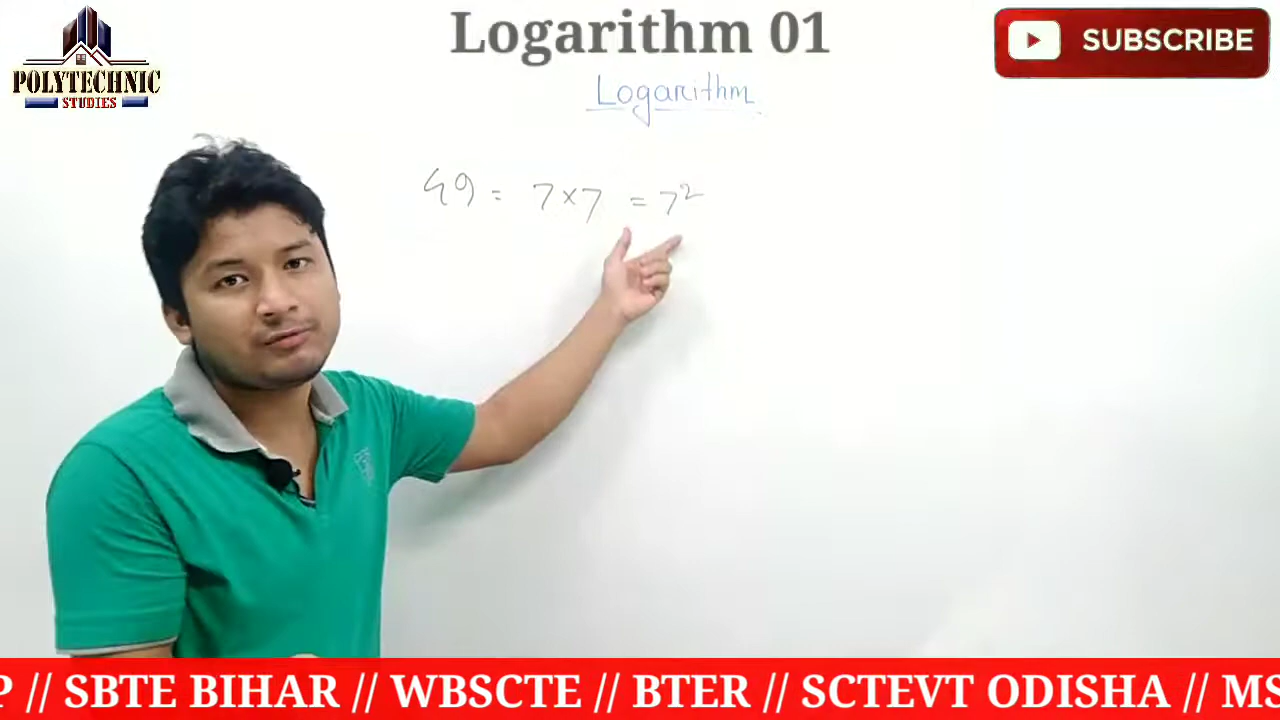 Logarithm 01
SUBSCRIBE
POLYTECHNIC
STUDIES
Logarithm
49 = 7×7 = 7²
P // SBTE BIHAR // WBSCTE // BTER // SCTEVT ODISHA // MS